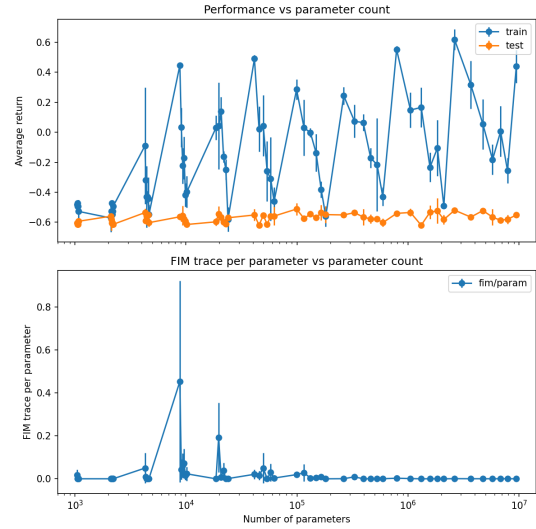 Performance vs parameter count
train
test
0.6
0.4
0.2
0.0
−0.2
−0.4
−0.6
Average return
FIM trace per parameter vs parameter count
fim/param
0.8
0.6
0.4
0.2
0.0
FIM trace per parameter
10³ 10⁴ 10⁵ 10⁶ 10⁷
Number of parameters